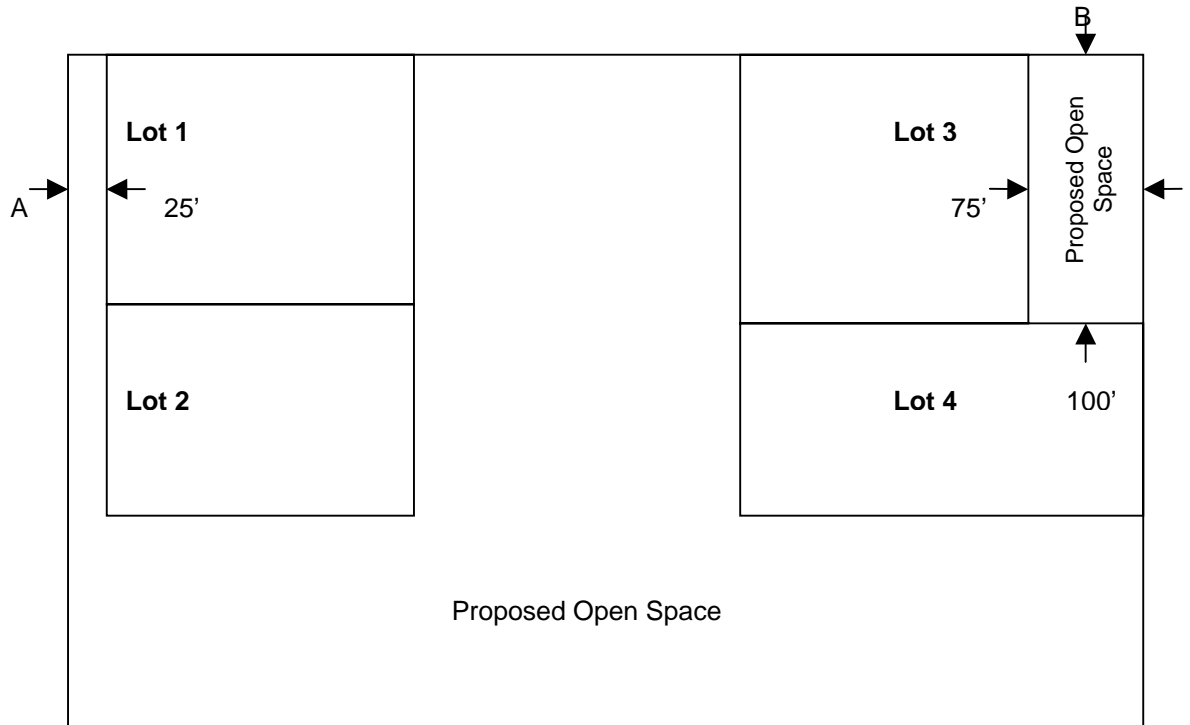 B
Lot 1
Lot 3
Proposed Open
Space
A
25’
75’
Lot 2
Lot 4
100’
Proposed Open Space